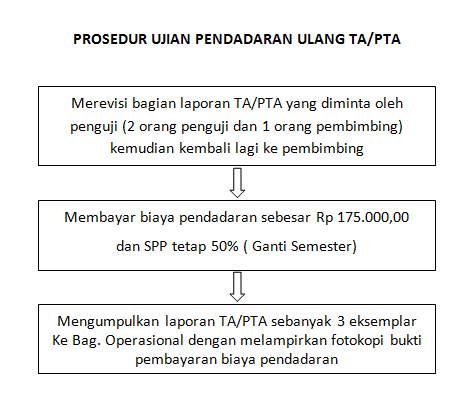 PROSEDUR UJIAN PENDADARAN ULANG TA/PTA
Merevisi bagian laporan TA/PTA yang diminta oleh
penguji (2 orang penguji dan 1 orang pembimbing)
kemudian kembali lagi ke pembimbing
Membayar biaya pendadaran sebesar Rp 175.000,00
dan SPP tetap 50% ( Ganti Semester)
Mengumpulkan laporan TA/PTA sebanyak 3 eksemplar
Ke Bag. Operasional dengan melampirkan fotokopi bukti
pembayaran biaya pendadaran